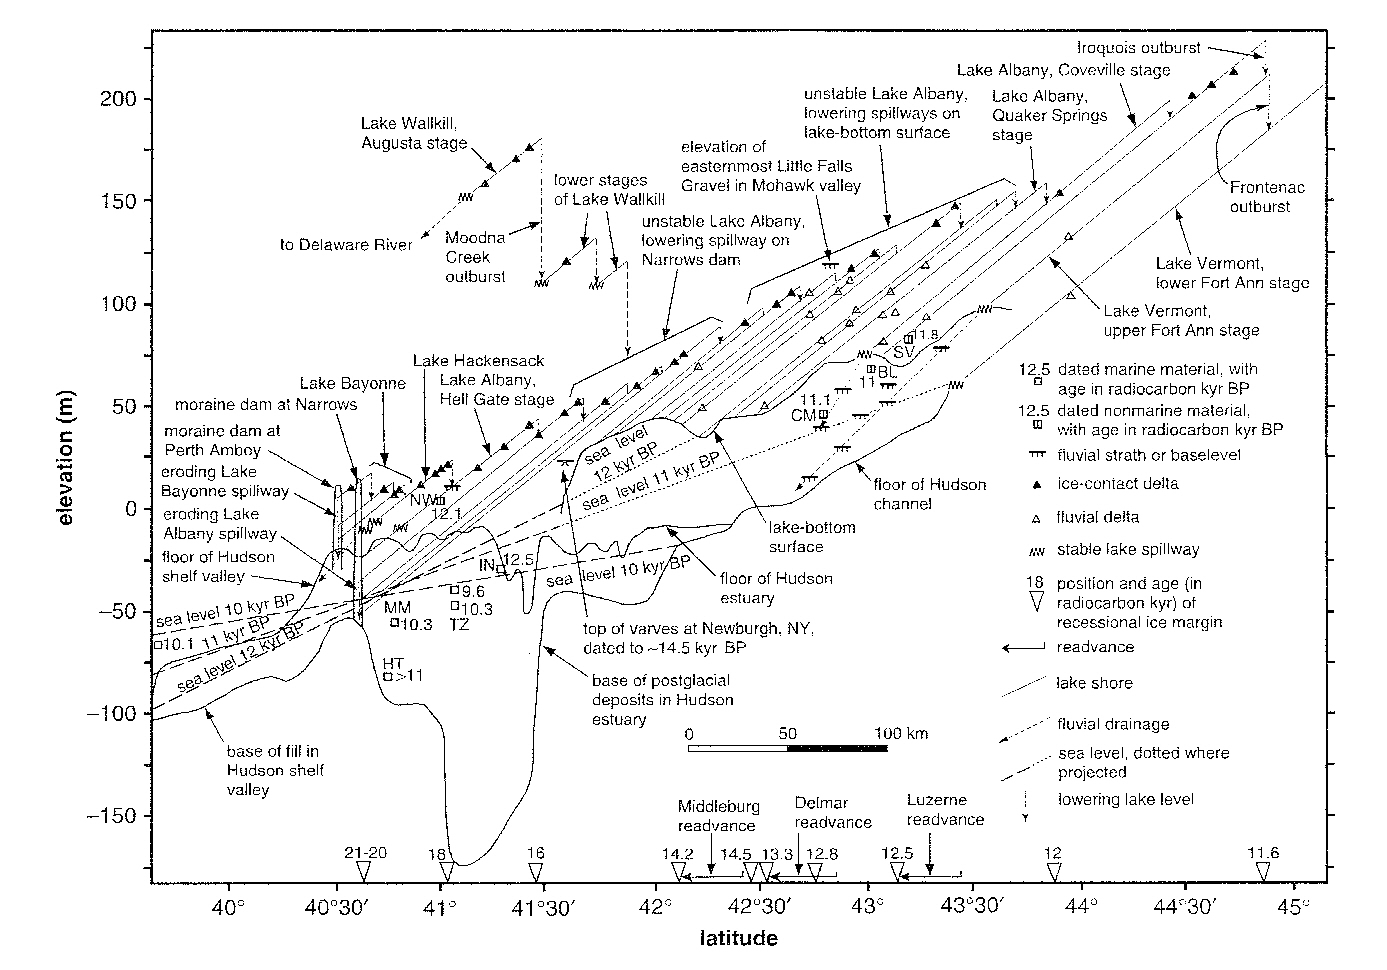 Iroquois outburst
Lake Albany, Coveville stage
unstable Lake Albany,
lowering spillways on
lake-bottom surface
Lake Albany,
Quaker Springs
stage
200
Lake Wallkill,
Augusta stage
elevation of
easternmost Little Falls
Gravel in Mohawk valley
lower stages
of Lake Wallkill
150
Frontenac
outburst
unstable Lake Albany,
lowering spillway on
Narrows dam
to Delaware River
Moodna
Creek
outburst
Lake Vermont,
lower Fort Ann stage
100
Lake Vermont,
upper Fort Ann stage
11.8
SV
BL
11
11.1
CM
Lake Hackensack
Lake Albany,
Hell Gate stage
Lake Bayonne
moraine dam at Narrows
moraine dam at
Perth Amboy
eroding Lake
Bayonne spillway
eroding Lake
Albany spillway
floor of Hudson
shelf valley
50
0
elevation (m)
NW
12.1
sea level
12 kyr BP
sea level 11 kyr BP
floor of Hudson
channel
lake-bottom
surface
IN
12.5
sea level 10 kyr BP
floor of Hudson
estuary
9.6
10.3
TZ
MM
10.3
sea level 10 kyr BP
10.1
11 kyr BP
sea level 12 kyr BP
−50
top of varves at Newburgh, NY,
dated to ~14.5 kyr BP
HT
>11
base of postglacial
deposits in Hudson
estuary
−100
base of fill in
Hudson shelf
valley
−150
12.5 dated marine material, with
age in radiocarbon kyr BP
12.5 dated nonmarine material,
with age in radiocarbon kyr BP
fluvial strath or baselevel
ice-contact delta
fluvial delta
stable lake spillway
18 position and age (in
radiocarbon kyr) of
recessional ice margin
readvance
lake shore
fluvial drainage
sea level, dotted where
projected
lowering lake level
0 50 100 km
Middleburg
readvance
Delmar
readvance
Luzerne
readvance
21-20 18 16 14.2 14.5 13.3 12.8 12.5 12 11.6
40° 40°30' 41° 41°30' 42° 42°30' 43° 43°30' 44° 44°30' 45°
latitude